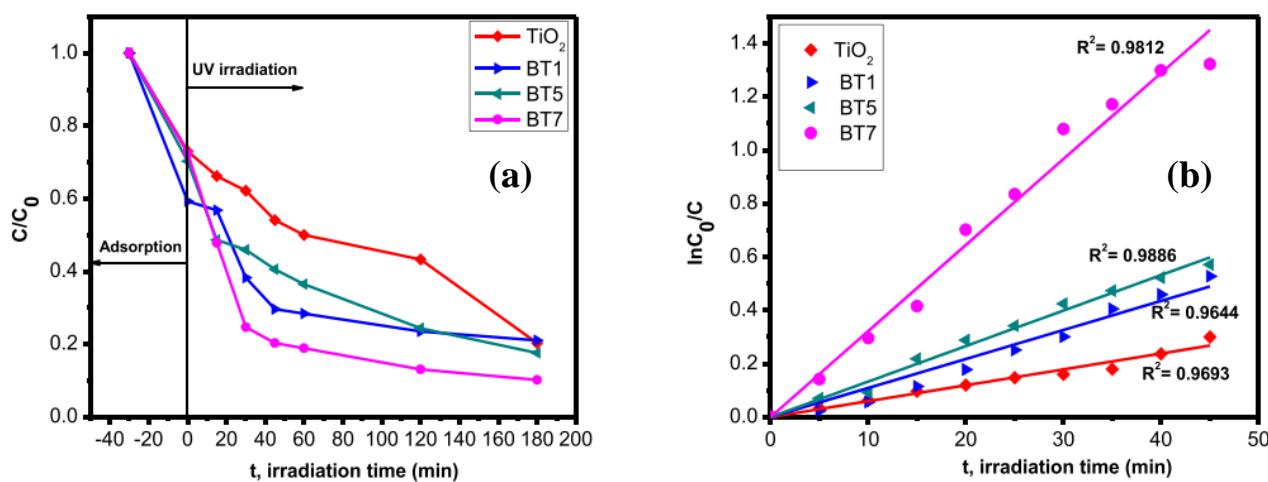 1.0
0.8
0.6
0.4
0.2
0.0
C/C₀
UV irradiation
Adsorption
TiO₂
BT1
BT5
BT7
(a)
-40 -20 0 20 40 60 80 100 120 140 160 180 200
t, irradiation time (min)
1.4
1.2
1.0
0.8
0.6
0.4
0.2
0.0
lnC₀/C
TiO₂
BT1
BT5
BT7
R²= 0.9812
(b)
R²= 0.9886
R²= 0.9644
R²= 0.9693
0 10 20 30 40 50
t, irradiation time (min)